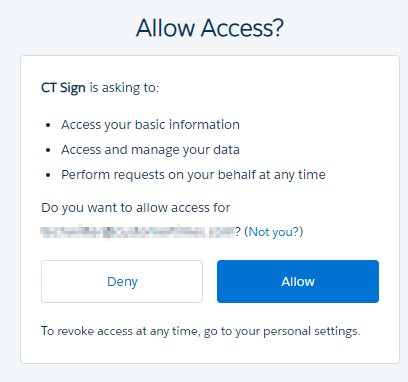 Allow Access?
CT Sign is asking to:
• Access your basic information
• Access and manage your data
• Perform requests on your behalf at any time
Do you want to allow access for
? (Not you?)
Deny
Allow
To revoke access at any time, go to your personal settings.